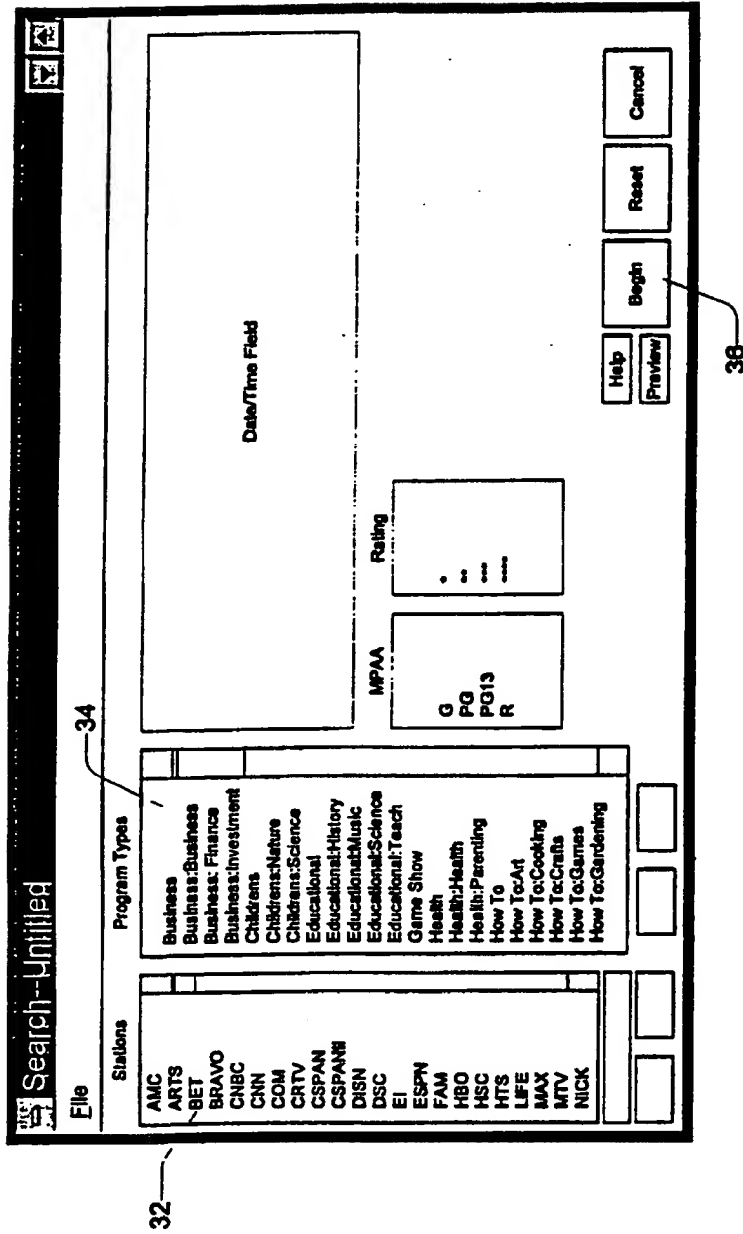 Search--Untitled
File
Stations
AMC
ARTS
BET
BRAVO
CNBC
CNN
COM
CRTV
CSPAN
CSPANII
DISN
DSC
EI
ESPN
FAM
HBO
HSC
HTS
LIFE
MAX
MTV
NICK
32
Program Types
Business
Business:Business
Business: Finance
Business:Investment
Childrens
Childrens:Nature
Childrens:Science
Educational
Educational:History
Educational:Music
Educational:Science
Educational:Teach
Game Show
Health
Health:Health
Health:Parenting
How To
How To:Art
How To:Cooking
How To:Crafts
How To:Games
How To:Gardening
34
Date/Time Field
MPAA
G
PG
PG13
R
Rating
*
**
***
****
Help
Preview
Begin
Reset
Cancel
36